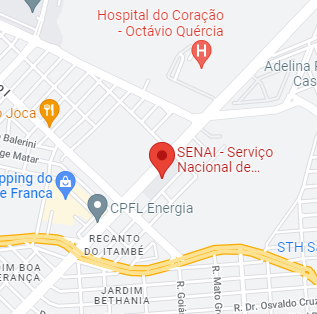 Hospital do Coração
- Octávio Quércia
Adelina
Cas
Joca
Balerini
ge Matar
SENAI - Serviço
Nacional de...
pping do
e Franca
CPFL Energia
RECANTO
DO ITAMBÉ
STH S
DIM BOA
ERANÇA
JARDIM
BETHANIA
R. Goiá
R. Mato Gro
R. Dr. Osvaldo Cruz